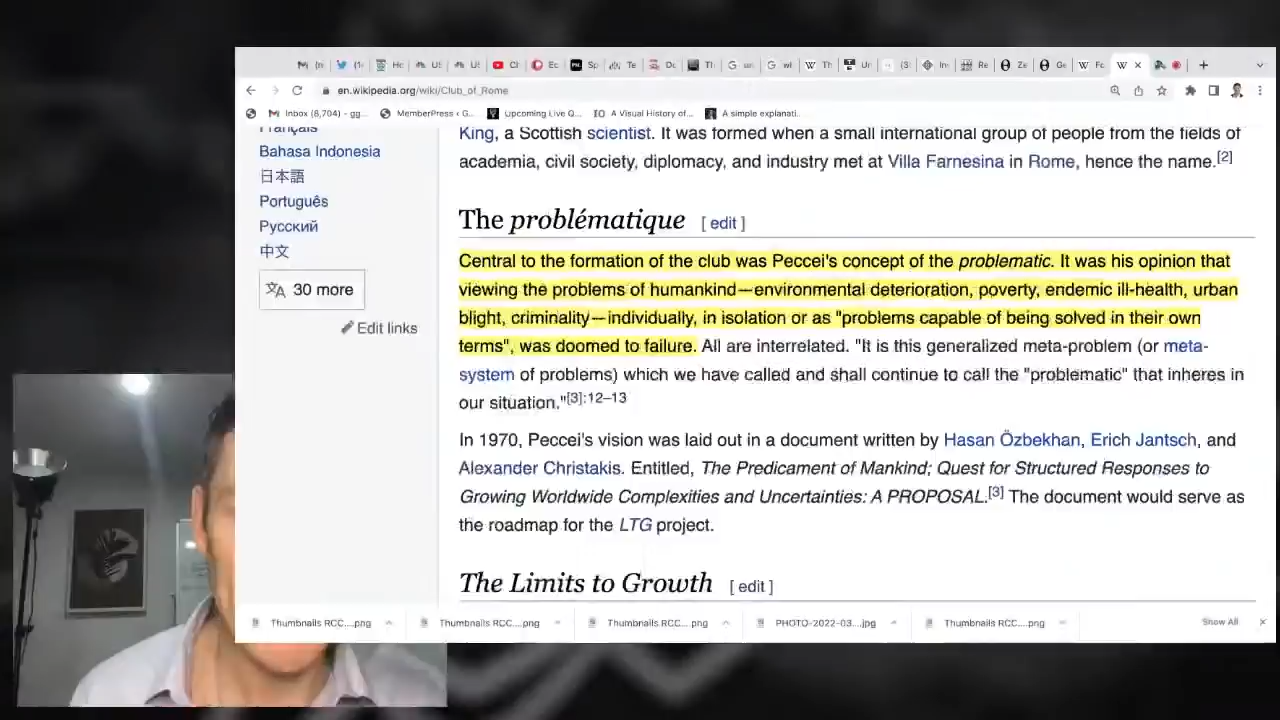 en.wikipedia.org/wiki/Club_of_Rome
Inbox (8,704) - gg...
MemberPress ‹ G...
Upcoming Live Q...
A Visual History of...
A simple explanati...
Français
Bahasa Indonesia
日本語
Português
Русский
中文
30 more
Edit links
King, a Scottish scientist. It was formed when a small international group of people from the fields of
academia, civil society, diplomacy, and industry met at Villa Farnesina in Rome, hence the name.[2]
The problématique [ edit ]
Central to the formation of the club was Peccei's concept of the problematic. It was his opinion that
viewing the problems of humankind—environmental deterioration, poverty, endemic ill-health, urban
blight, criminality—individually, in isolation or as "problems capable of being solved in their own
terms", was doomed to failure. All are interrelated. "It is this generalized meta-problem (or meta-
system of problems) which we have called and shall continue to call the "problematic" that inheres in
our situation."[3]:12–13
In 1970, Peccei's vision was laid out in a document written by Hasan Özbekhan, Erich Jantsch, and
Alexander Christakis. Entitled, The Predicament of Mankind; Quest for Structured Responses to
Growing Worldwide Complexities and Uncertainties: A PROPOSAL.[3] The document would serve as
the roadmap for the LTG project.
The Limits to Growth [ edit ]
Thumbnails RCC....png
Thumbnails RCC....png
Thumbnails RCC....png
PHOTO-2022-03....jpg
Thumbnails RCC....png
Show All